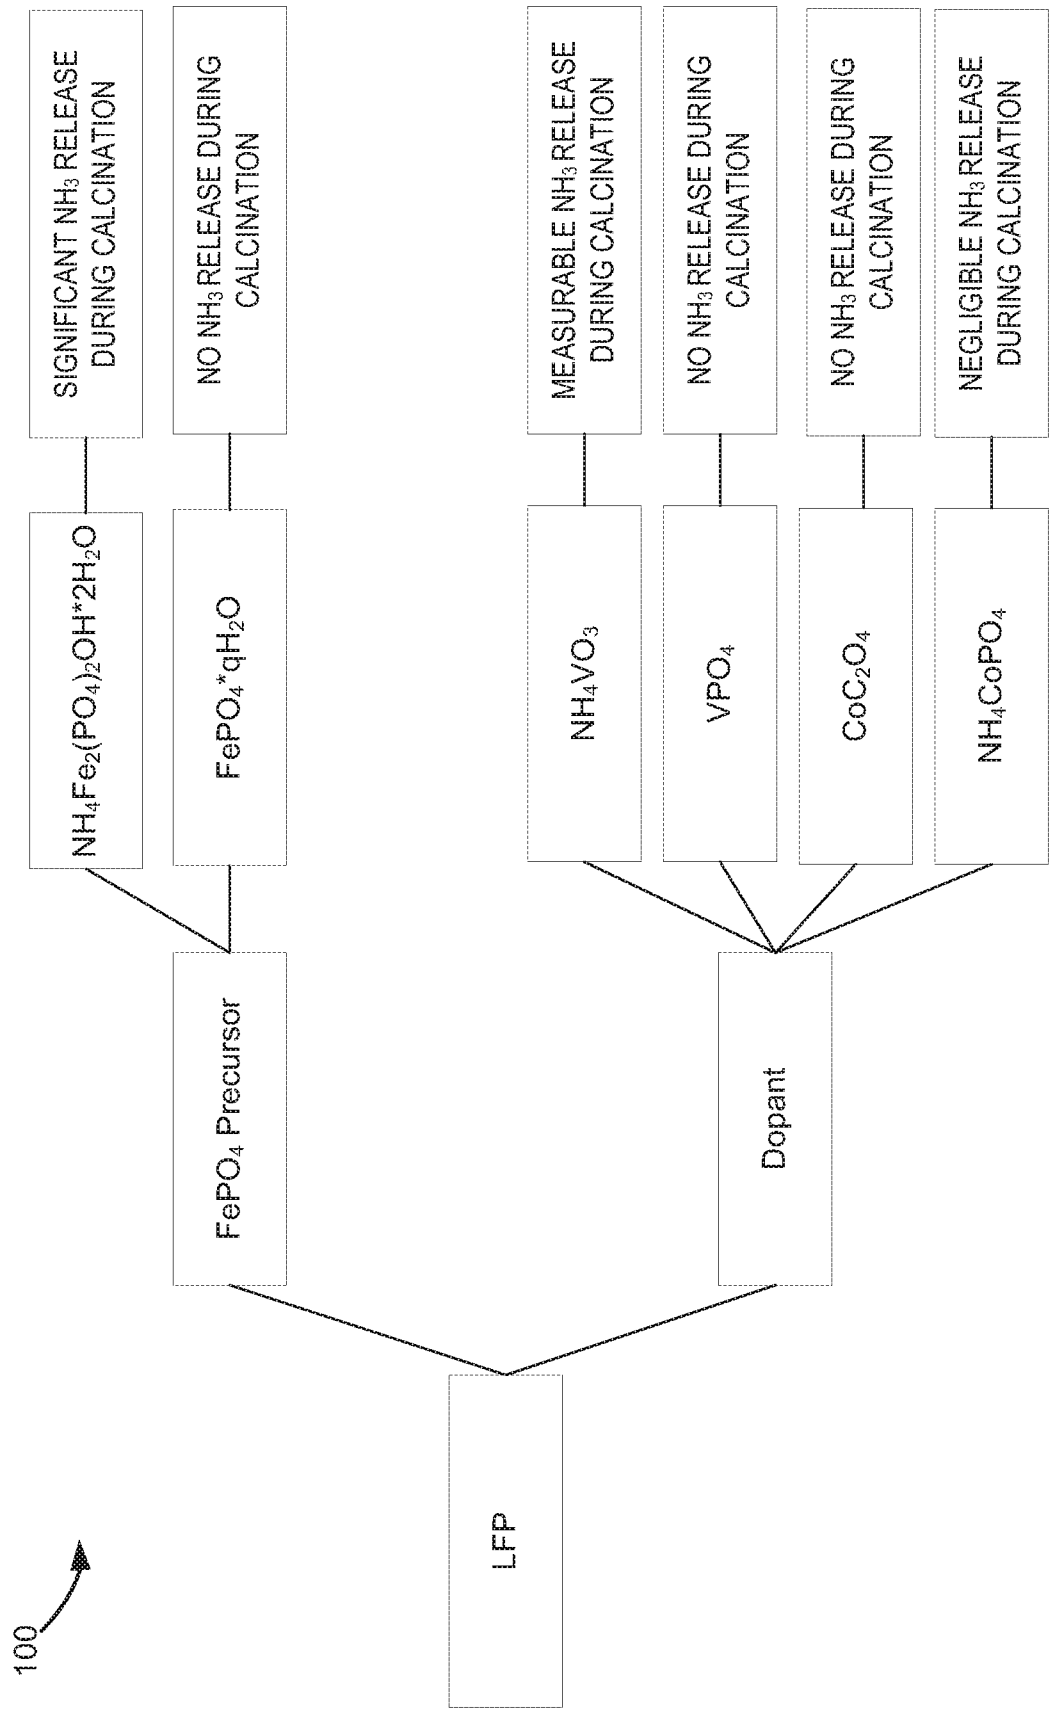 100
LFP
FePO₄ Precursor
Dopant
NH₄Fe₂(PO₄)₂OH*2H₂O
FePO₄*qH₂O
NH₄VO₃
VPO₄
CoC₂O₄
NH₄CoPO₄
SIGNIFICANT NH₃ RELEASE
DURING CALCINATION
NO NH₃ RELEASE DURING
CALCINATION
MEASURABLE NH₃ RELEASE
DURING CALCINATION
NO NH₃ RELEASE DURING
CALCINATION
NO NH₃ RELEASE DURING
CALCINATION
NEGLIGIBLE NH₃ RELEASE
DURING CALCINATION